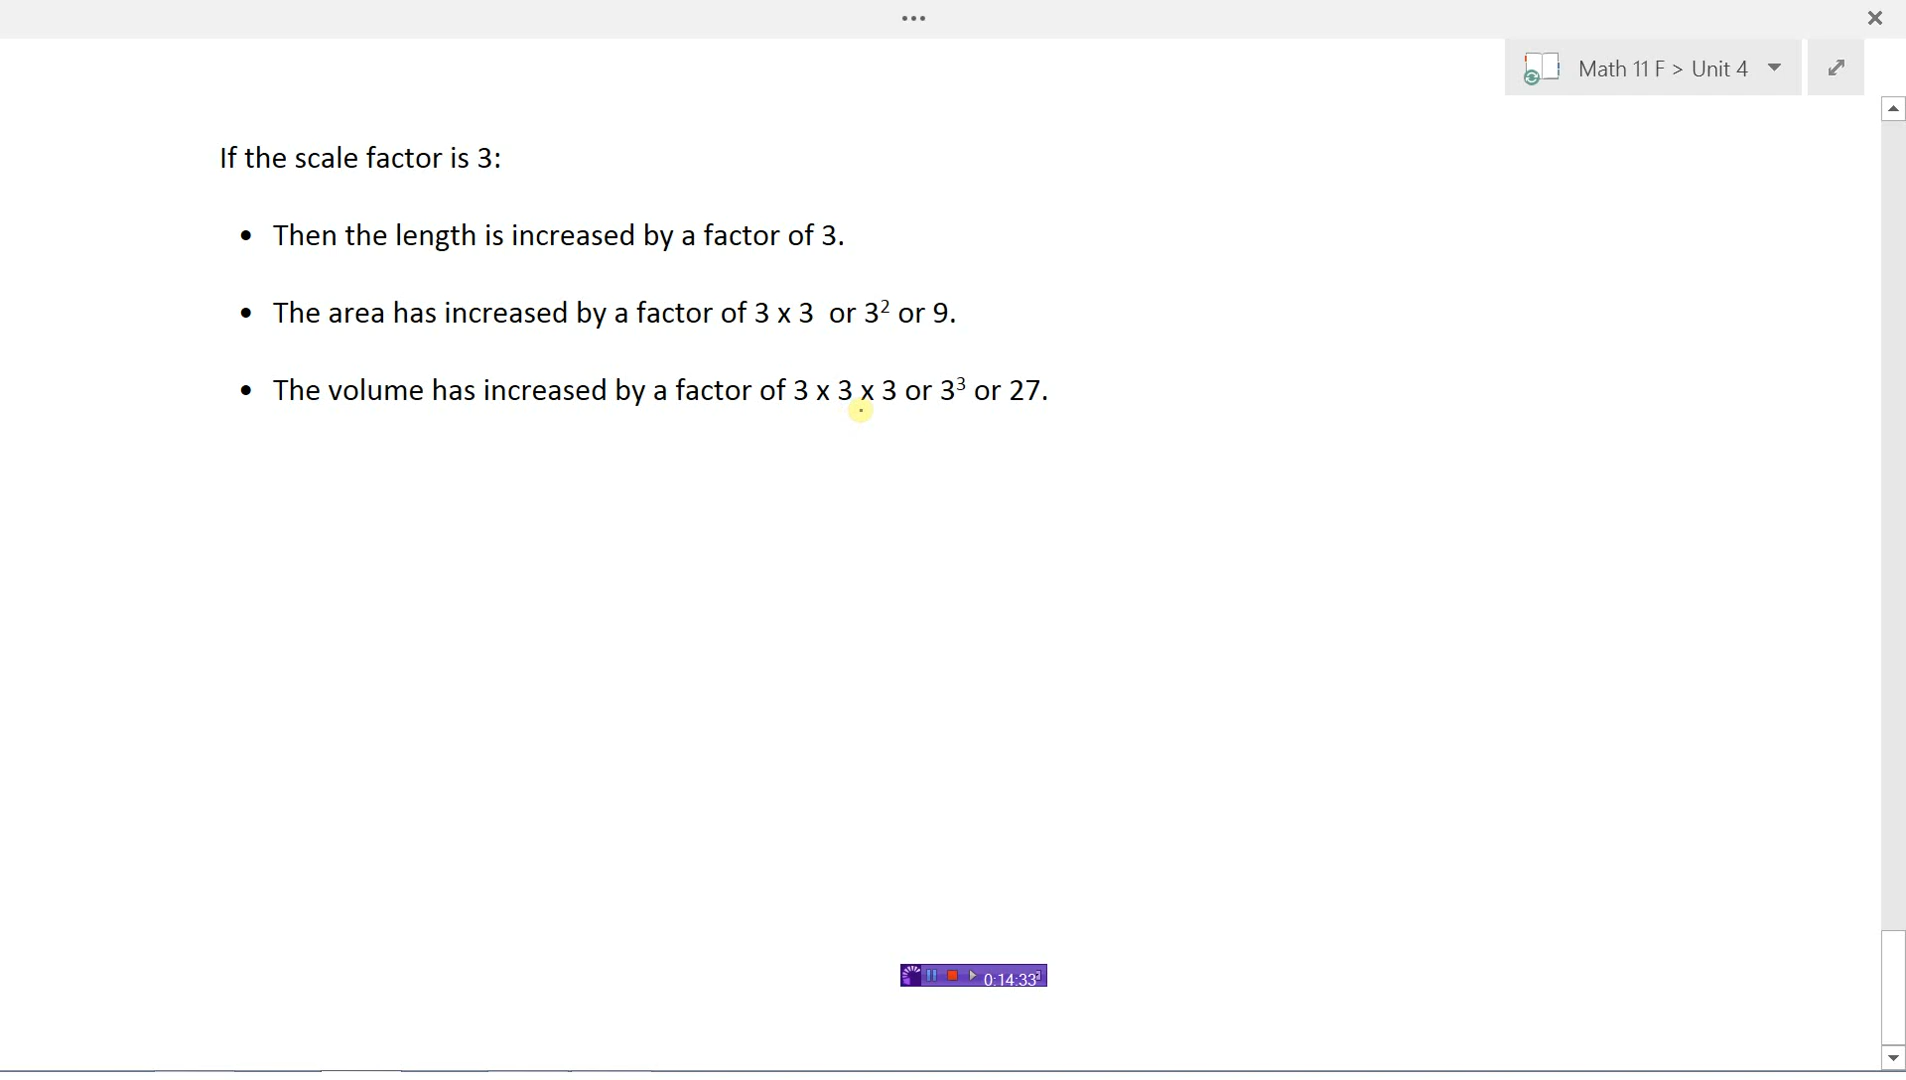 Math 11 F > Unit 4
If the scale factor is 3:
• Then the length is increased by a factor of 3.
• The area has increased by a factor of 3 x 3 or 3² or 9.
• The volume has increased by a factor of 3 x 3 x 3 or 3³ or 27.
0:14:33